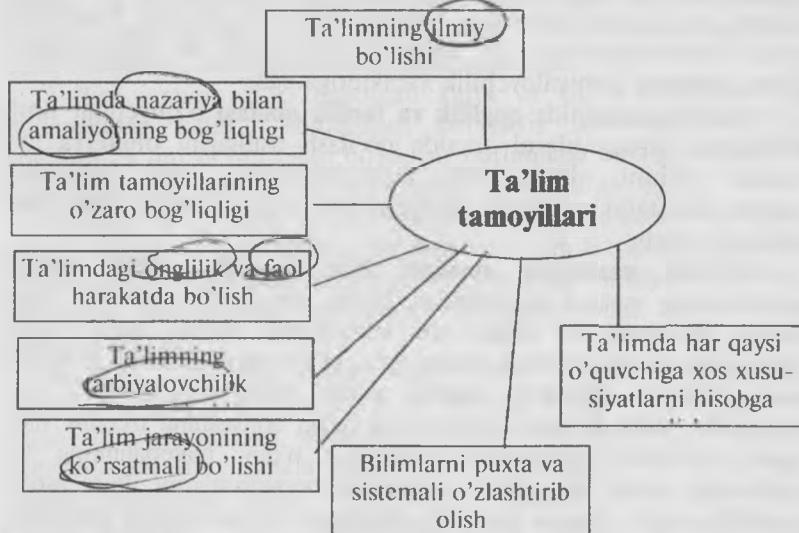 Ta’limning ilmiy
bo’lishi
Ta’limda nazariya bilan
amaliyotning bog’liqligi
Ta’lim tamoyillarining
o’zaro bog’liqligi
Ta’limdagi onglilik va faol
harakatda bo’lish
Ta’limning
tarbiyalovchilik
Ta’lim jarayonining
ko’rsatmali bo’lishi
Ta’lim
tamoyillari
Ta’limda har qaysi
o’quvchiga xos xusu-
siyatlarni hisobga
Bilimlarni puxta va
sistemali o’zlashtirib
olish